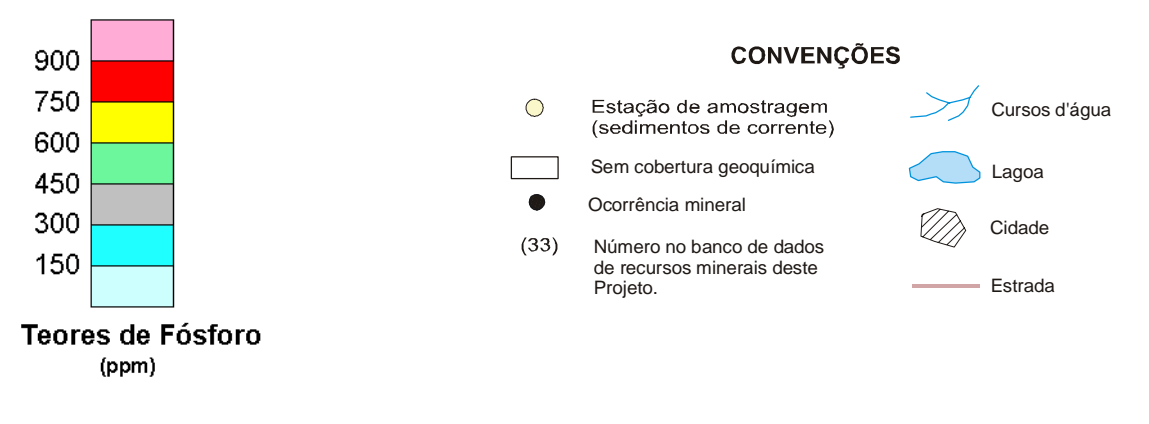 900
750
600
450
300
150
Teores de Fósforo
(ppm)
CONVENÇÕES
Estação de amostragem
(sedimentos de corrente)
Sem cobertura geoquímica
Ocorrência mineral
(33)
Número no banco de dados
de recursos minerais deste
Projeto.
Cursos d'água
Lagoa
Cidade
Estrada